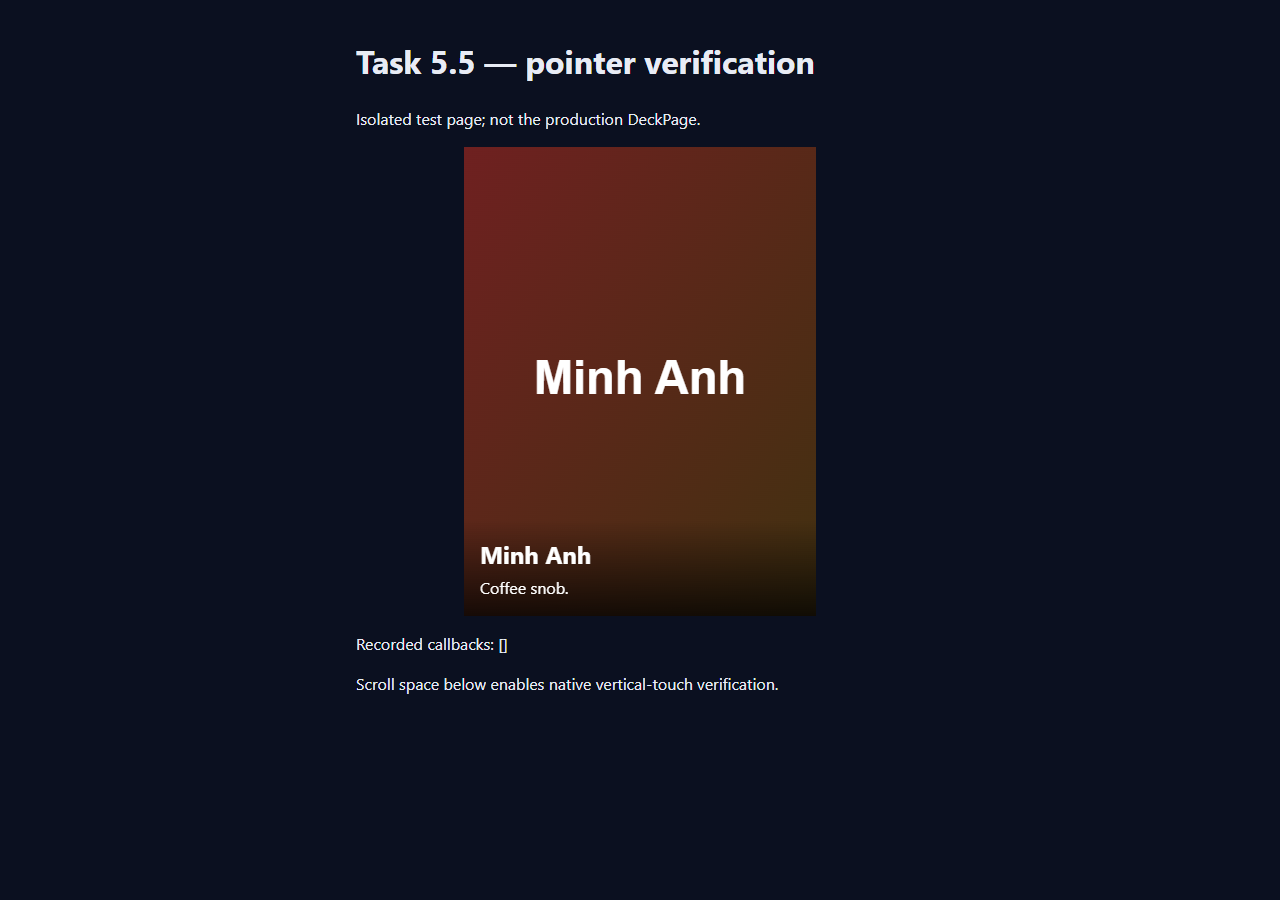 Task 5.5 — pointer verification
Isolated test page; not the production DeckPage.
Minh Anh
Minh Anh
Coffee snob.
Recorded callbacks: []
Scroll space below enables native vertical-touch verification.